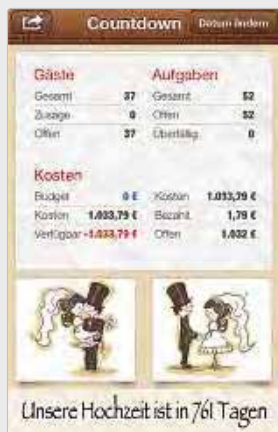 Countdown Datum ändern
Gäste Aufgaben
Gesamt 37 Gesamt 52
Zusage 0 Offen 52
Offen 37 Überfällig 0
Kosten
Budget 0 € Kosten 1.033,79 €
Kosten 1.033,79 € Bezahlt 1,79 €
Verfügbar -1.033,79 € Offen 1.032 €
Unsere Hochzeit ist in 761 Tagen